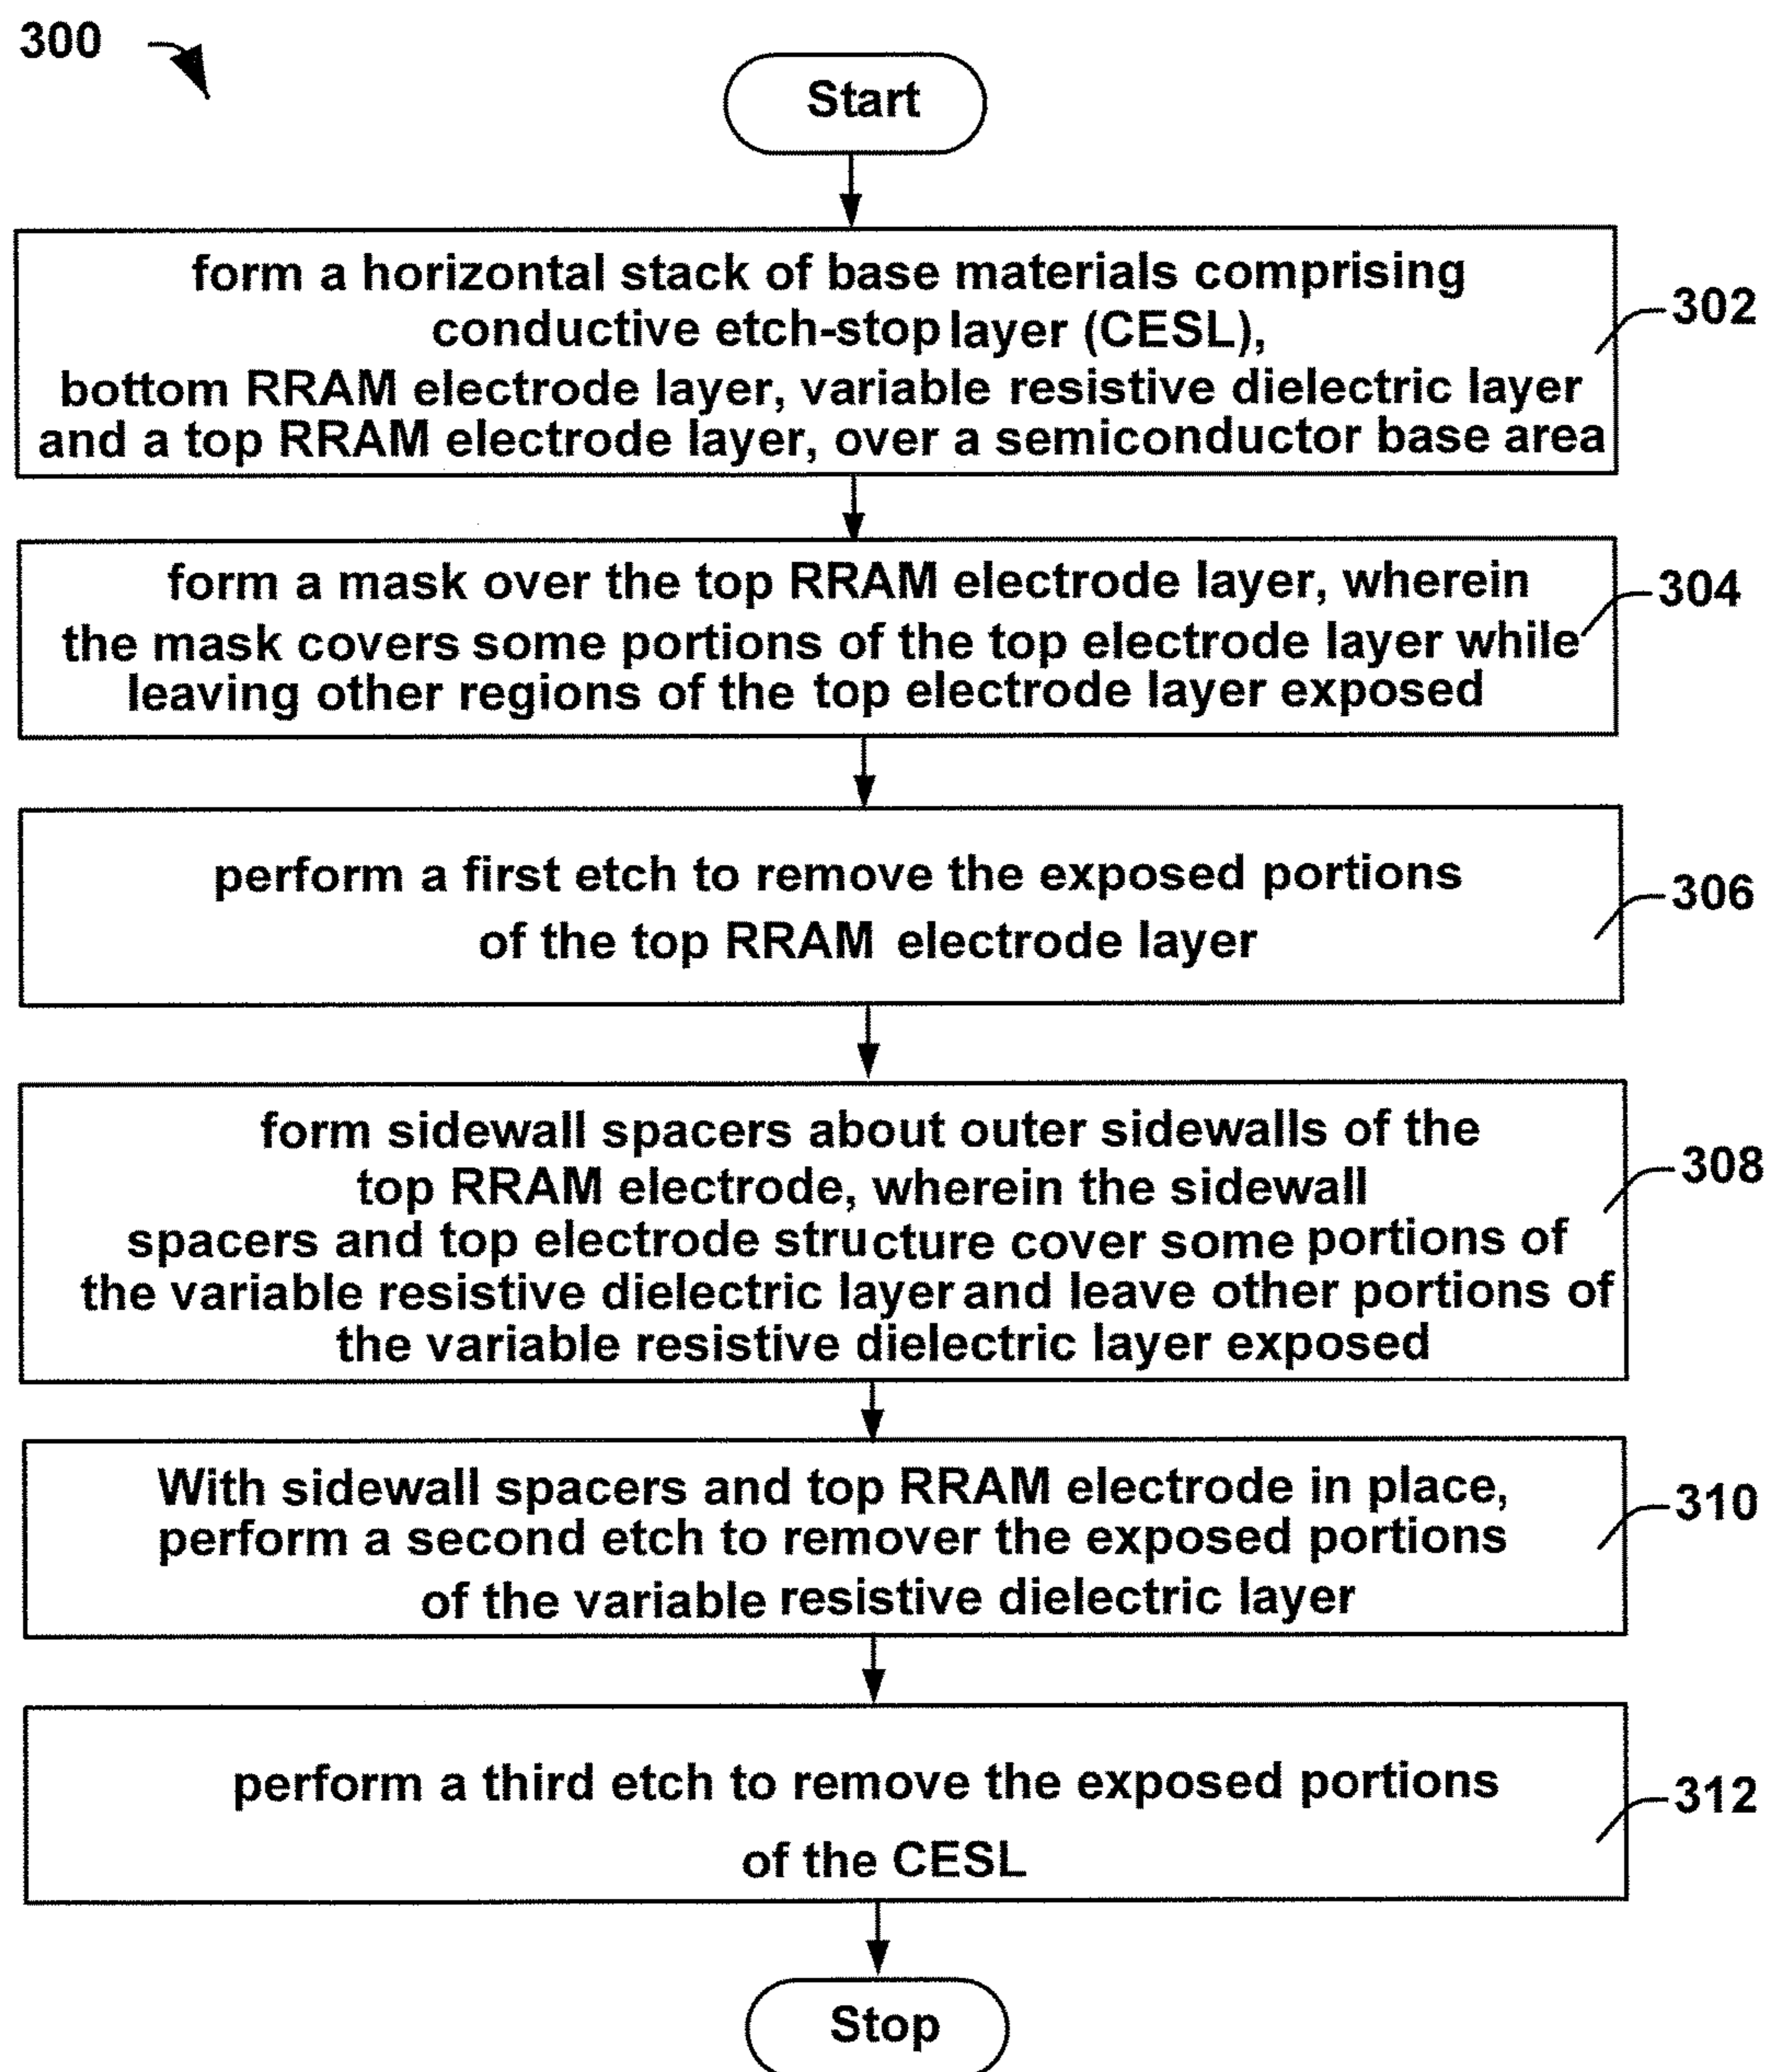 300
Start
form a horizontal stack of base materials comprising
conductive etch-stop layer (CESL),
bottom RRAM electrode layer, variable resistive dielectric layer
and a top RRAM electrode layer, over a semiconductor base area
302
form a mask over the top RRAM electrode layer, wherein
the mask covers some portions of the top electrode layer while
leaving other regions of the top electrode layer exposed
304
perform a first etch to remove the exposed portions
of the top RRAM electrode layer
306
form sidewall spacers about outer sidewalls of the
top RRAM electrode, wherein the sidewall
spacers and top electrode structure cover some portions of
the variable resistive dielectric layer and leave other portions of
the variable resistive dielectric layer exposed
308
With sidewall spacers and top RRAM electrode in place,
perform a second etch to remover the exposed portions
of the variable resistive dielectric layer
310
perform a third etch to remove the exposed portions
of the CESL
312
Stop